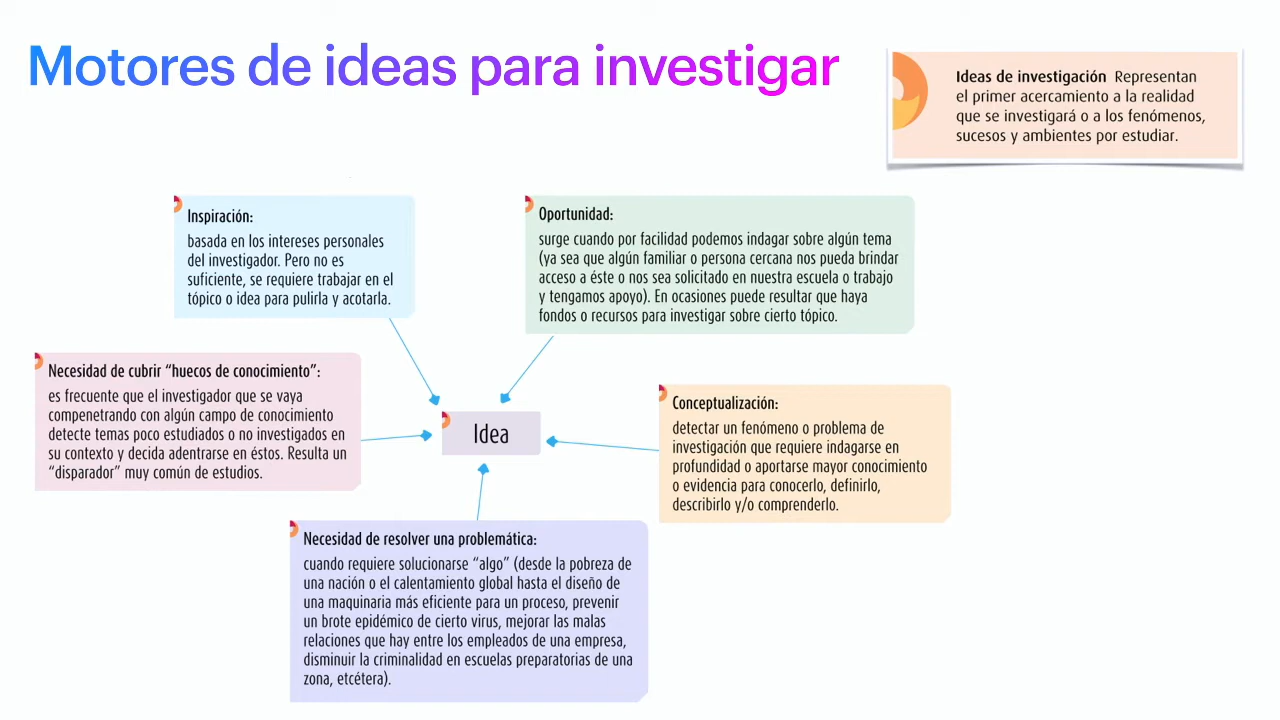 Motores de ideas para investigar
Ideas de investigación Representan
el primer acercamiento a la realidad
que se investigará o a los fenómenos,
sucesos y ambientes por estudiar.
Inspiración:
basada en los intereses personales
del investigador. Pero no es
suficiente, se requiere trabajar en el
tópico o idea para pulirla y acotarla.
Oportunidad:
surge cuando por facilidad podemos indagar sobre algún tema
(ya sea que algún familiar o persona cercana nos pueda brindar
acceso a éste o nos sea solicitado en nuestra escuela o trabajo
y tengamos apoyo). En ocasiones puede resultar que haya
fondos o recursos para investigar sobre cierto tópico.
Necesidad de cubrir “huecos de conocimiento”:
es frecuente que el investigador que se vaya
compenetrando con algún campo de conocimiento
detecte temas poco estudiados o no investigados en
su contexto y decida adentrarse en éstos. Resulta un
“disparador” muy común de estudios.
Idea
Conceptualización:
detectar un fenómeno o problema de
investigación que requiere indagarse en
profundidad o aportarse mayor conocimiento
o evidencia para conocerlo, definirlo,
describirlo y/o comprenderlo.
Necesidad de resolver una problemática:
cuando requiere solucionarse “algo” (desde la pobreza de
una nación o el calentamiento global hasta el diseño de
una maquinaria más eficiente para un proceso, prevenir
un brote epidémico de cierto virus, mejorar las malas
relaciones que hay entre los empleados de una empresa,
disminuir la criminalidad en escuelas preparatorias de una
zona, etcétera).